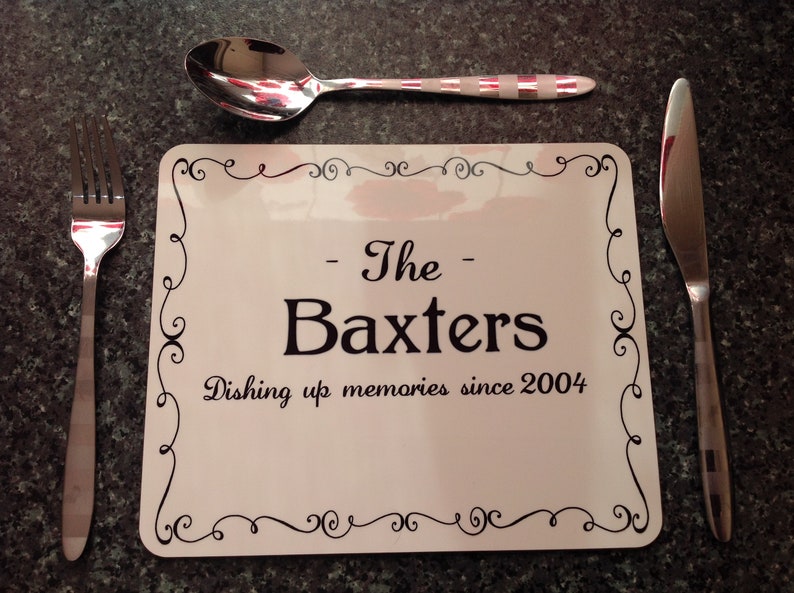 - The -
Baxters
Dishing up memories since 2004